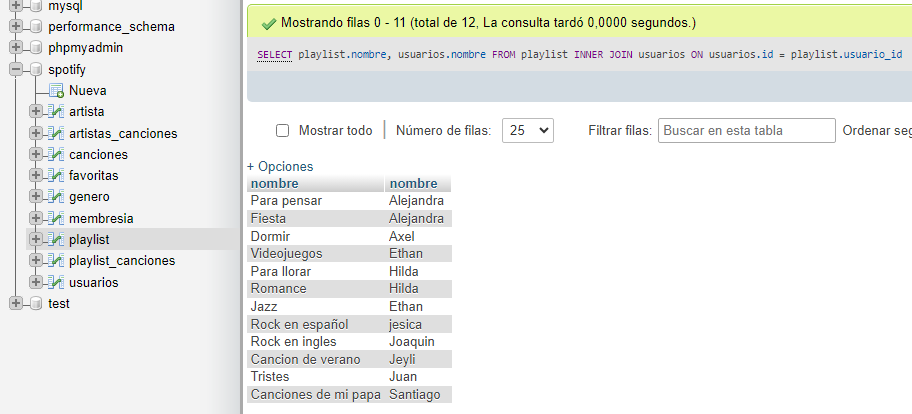 mysql
performance_schema
phpmyadmin
spotify
Nueva
artista
artistas_canciones
canciones
favoritas
genero
membresia
playlist
playlist_canciones
usuarios
test
Mostrando filas 0 - 11 (total de 12, La consulta tardó 0,0000 segundos.)
SELECT playlist.nombre, usuarios.nombre FROM playlist INNER JOIN usuarios ON usuarios.id = playlist.usuario_id
Mostrar todo | Número de filas: 25 Filtrar filas: Buscar en esta tabla Ordenar seg
+ Opciones
nombre nombre
Para pensar Alejandra
Fiesta Alejandra
Dormir Axel
Videojuegos Ethan
Para llorar Hilda
Romance Hilda
Jazz Ethan
Rock en español jesica
Rock en ingles Joaquin
Cancion de verano Jeyli
Tristes Juan
Canciones de mi papa Santiago